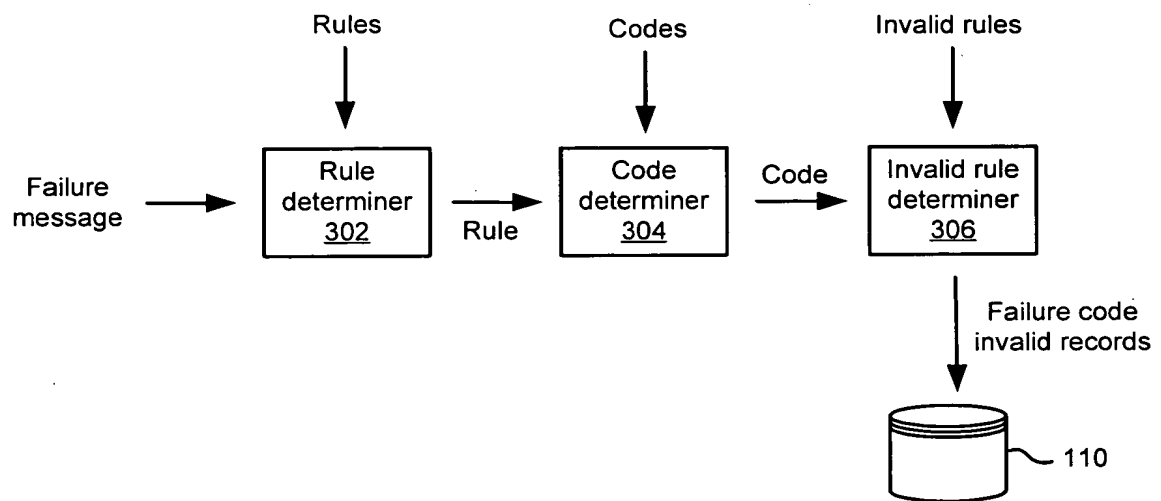 Rules
Codes
Invalid rules
Failure
message
Rule
determiner
302
Rule
Code
determiner
304
Code
Invalid rule
determiner
306
Failure code
invalid records
110